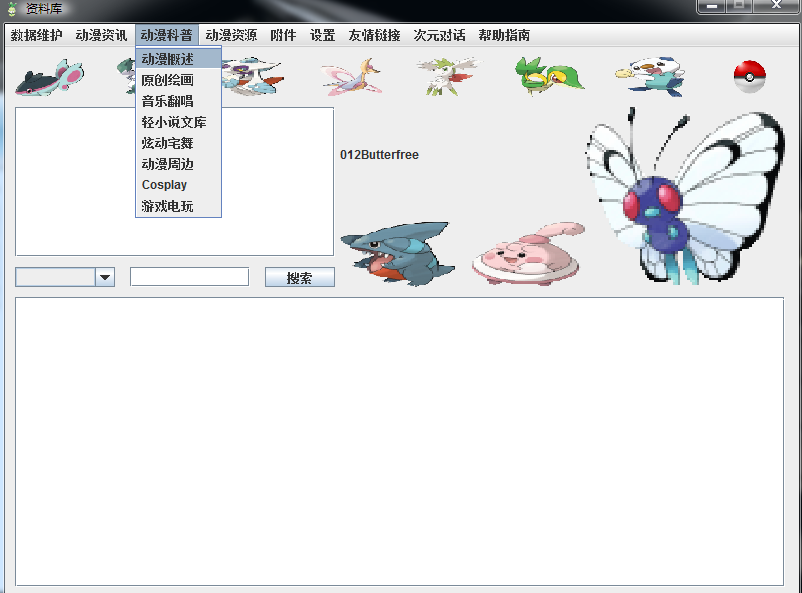 资料库
数据维护 动漫资讯 动漫科普 动漫资源 附件 设置 友情链接 次元对话 帮助指南
动漫概述
原创绘画
音乐翻唱
轻小说文库
炫动宅舞
动漫周边
Cosplay
游戏电玩
012Butterfree
搜索